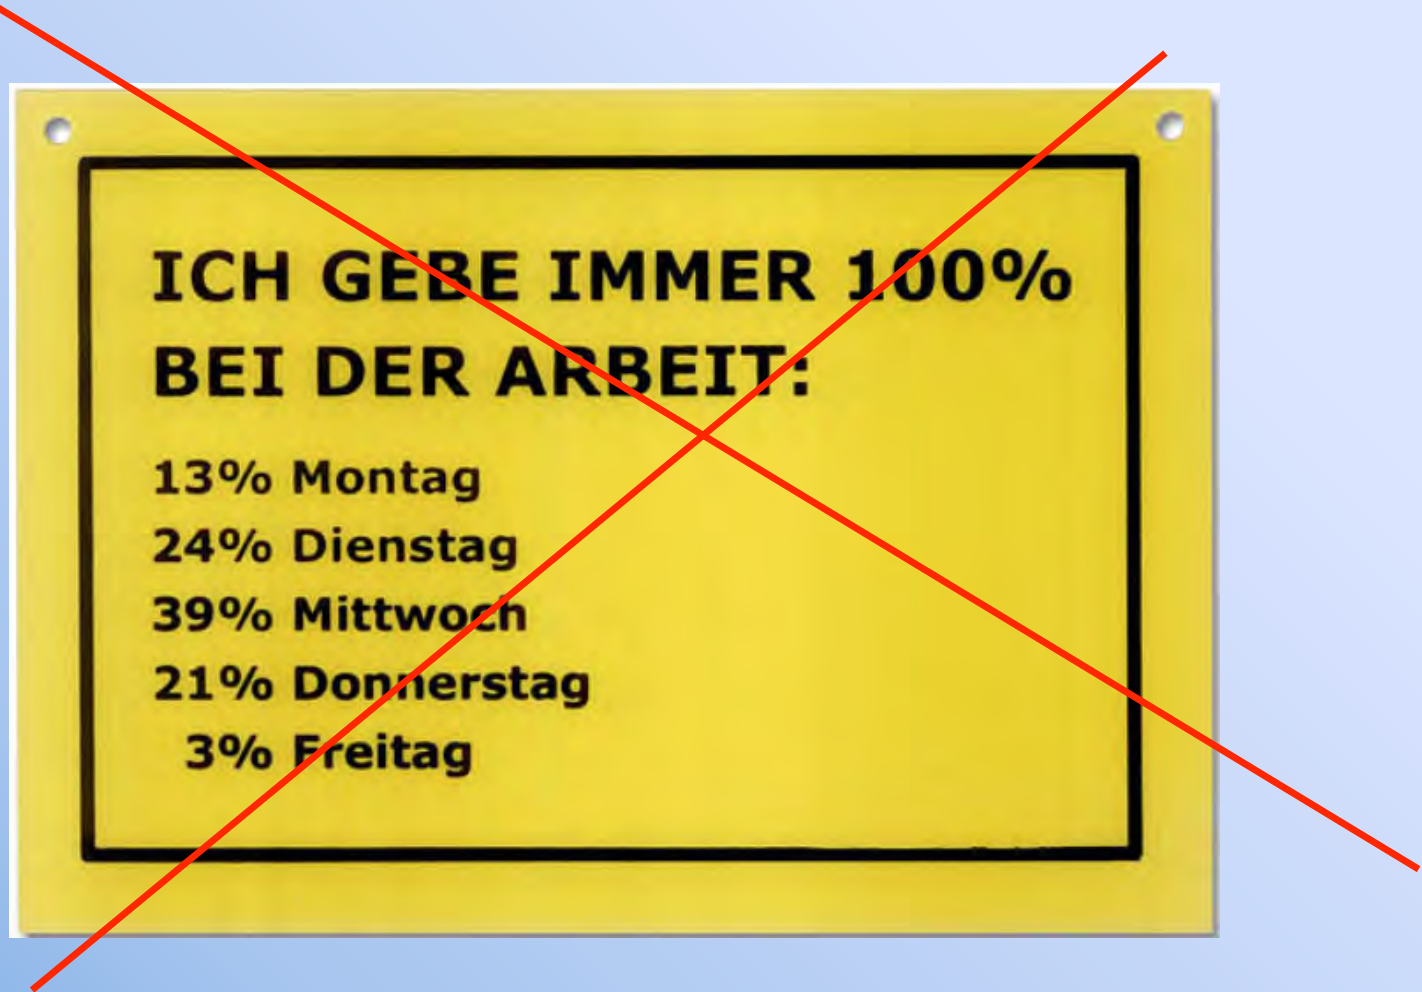 ICH GEBE IMMER 100%
BEI DER ARBEIT:
13% Montag
24% Dienstag
39% Mittwoch
21% Donnerstag
3% Freitag